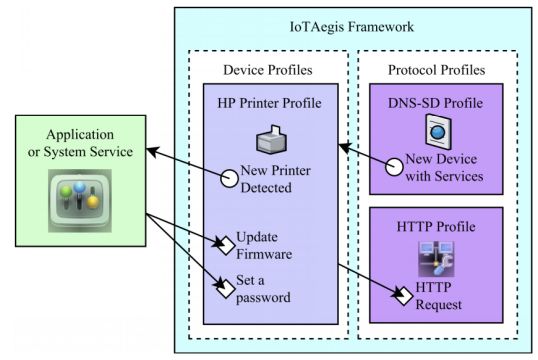 IoTAegis Framework
Device Profiles
Protocol Profiles
HP Printer Profile
DNS-SD Profile
Application
or System Service
New Printer
Detected
New Device
with Services
Update
Firmware
Set a
password
HTTP Profile
HTTP
Request